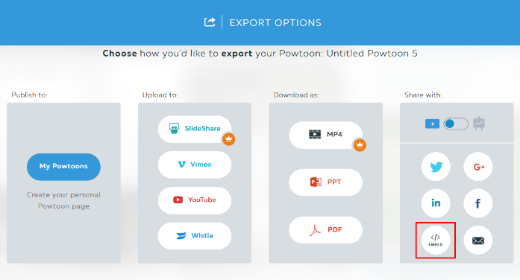 EXPORT OPTIONS
Choose how you'd like to export your Powtoon: Untitled Powtoon 5
Publish to:
My Powtoons
Create your personal
Powtoon page
Upload to:
SlideShare
Vimeo
YouTube
Wistia
Download as:
MP4
PPT
PDF
Share with:
G+
in
f
</>
EMBED